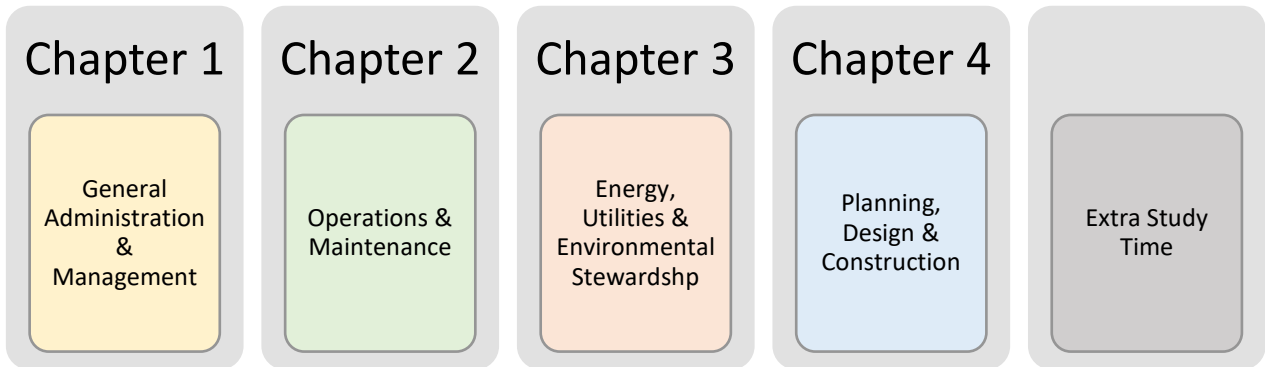 Chapter 1
General
Administration
&
Management
Chapter 2
Operations &
Maintenance
Chapter 3
Energy,
Utilities &
Environmental
Stewardshp
Chapter 4
Planning,
Design &
Construction
Extra Study
Time